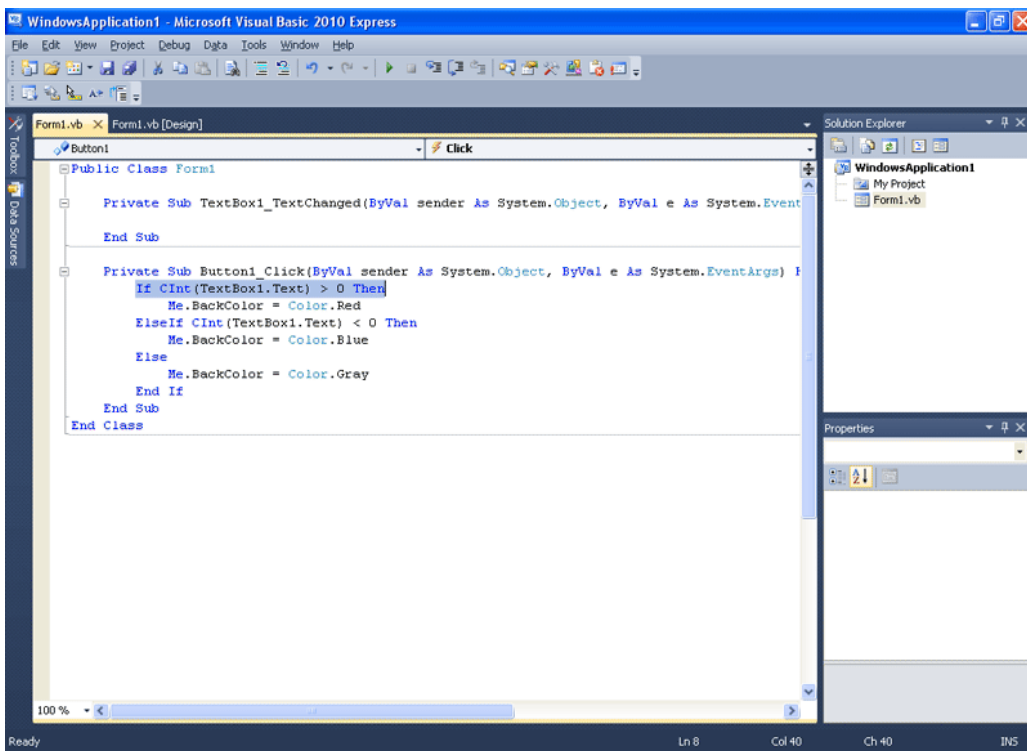 WindowsApplication1 - Microsoft Visual Basic 2010 Express
File Edit View Project Debug Data Tools Window Help
Form1.vb Form1.vb [Design]
Button1 Click
Public Class Form1
Private Sub TextBox1_TextChanged(ByVal sender As System.Object, ByVal e As System.Event
End Sub
Private Sub Button1_Click(ByVal sender As System.Object, ByVal e As System.EventArgs) H
If CInt(TextBox1.Text) > 0 Then
Me.BackColor = Color.Red
ElseIf CInt(TextBox1.Text) < 0 Then
Me.BackColor = Color.Blue
Else
Me.BackColor = Color.Gray
End If
End Sub
End Class
100 %
Toolbox
Data Sources
Solution Explorer
WindowsApplication1
My Project
Form1.vb
Properties
Ready Ln 8 Col 40 Ch 40 INS